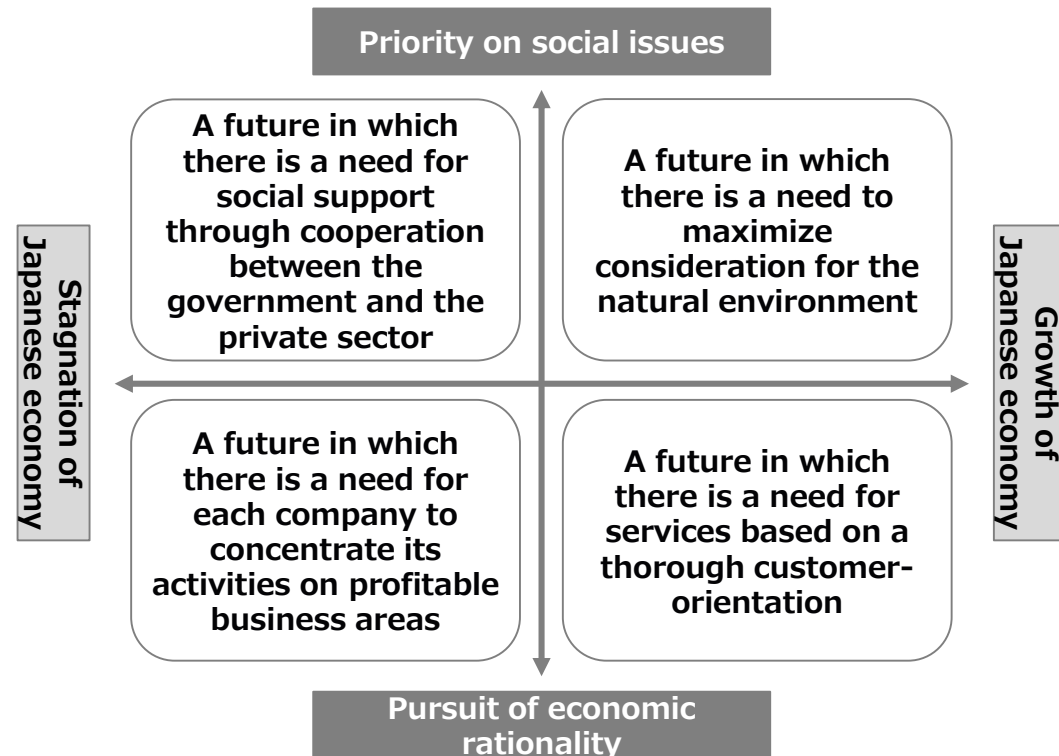 Priority on social issues
A future in which
there is a need for
social support
through cooperation
between the
government and the
private sector
A future in which
there is a need to
maximize
consideration for the
natural environment
Stagnation of
Japanese economy
Growth of
Japanese economy
A future in which
there is a need for
each company to
concentrate its
activities on profitable
business areas
A future in which
there is a need for
services based on a
thorough customer-
orientation
Pursuit of economic
rationality